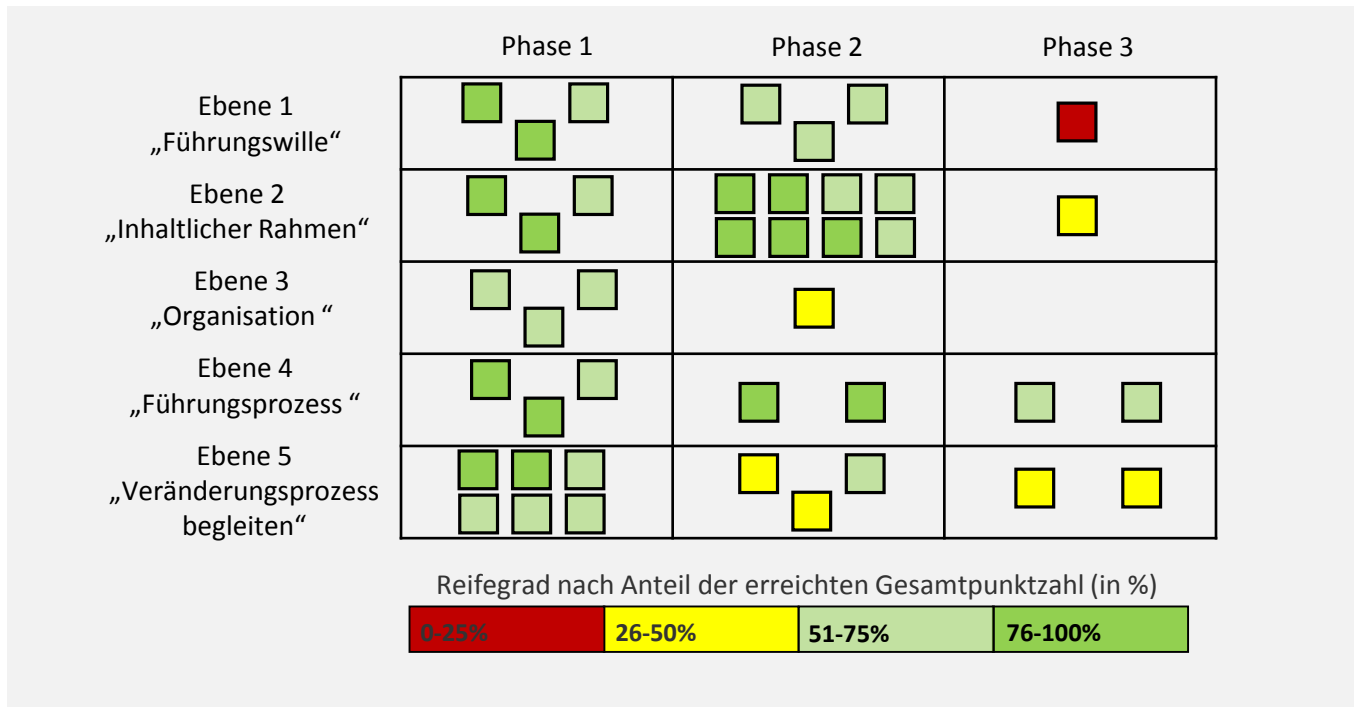 Phase 1
Phase 2
Phase 3
Ebene 1
„Führungswille“
Ebene 2
„Inhaltlicher Rahmen“
Ebene 3
„Organisation “
Ebene 4
„Führungsprozess “
Ebene 5
„Veränderungsprozess
begleiten“
Reifegrad nach Anteil der erreichten Gesamtpunktzahl (in %)
0-25%
26-50%
51-75%
76-100%